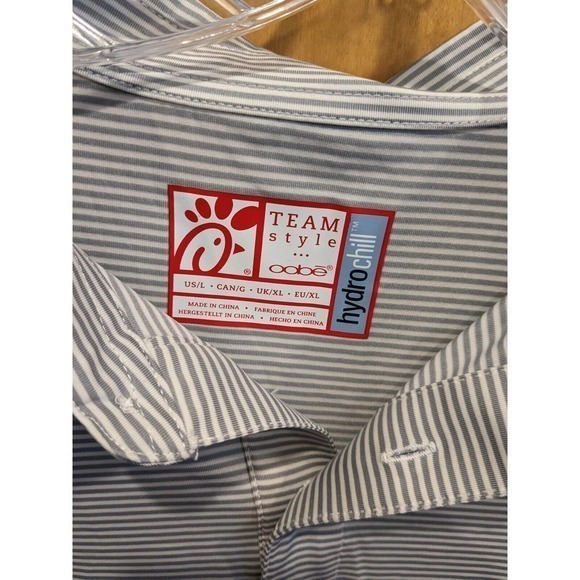 TEAM
style
...
oobe
®
US/L • CAN/G • UK/XL • EU/XL
MADE IN CHINA • FABRIQUE EN CHINE
HERGESTELLT IN CHINA • HECHO EN CHINA
hydrochill™